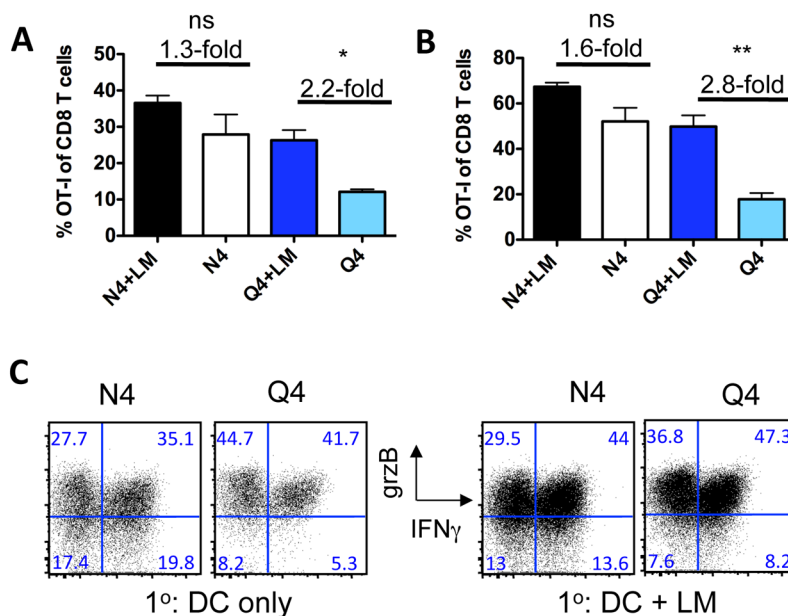 A
ns
1.3-fold
*
2.2-fold
% OT-I of CD8 T cells
50
40
30
20
10
0
N4+LM
N4
Q4+LM
Q4
B
ns
1.6-fold
**
2.8-fold
% OT-I of CD8 T cells
80
60
40
20
0
N4+LM
N4
Q4+LM
Q4
C
N4
Q4
27.7 35.1
17.4 19.8
44.7 41.7
8.2 5.3
1º: DC only
grzB
IFNγ
N4
Q4
29.5 44
13 13.6
36.8 47.3
7.6 8.2
1º: DC + LM